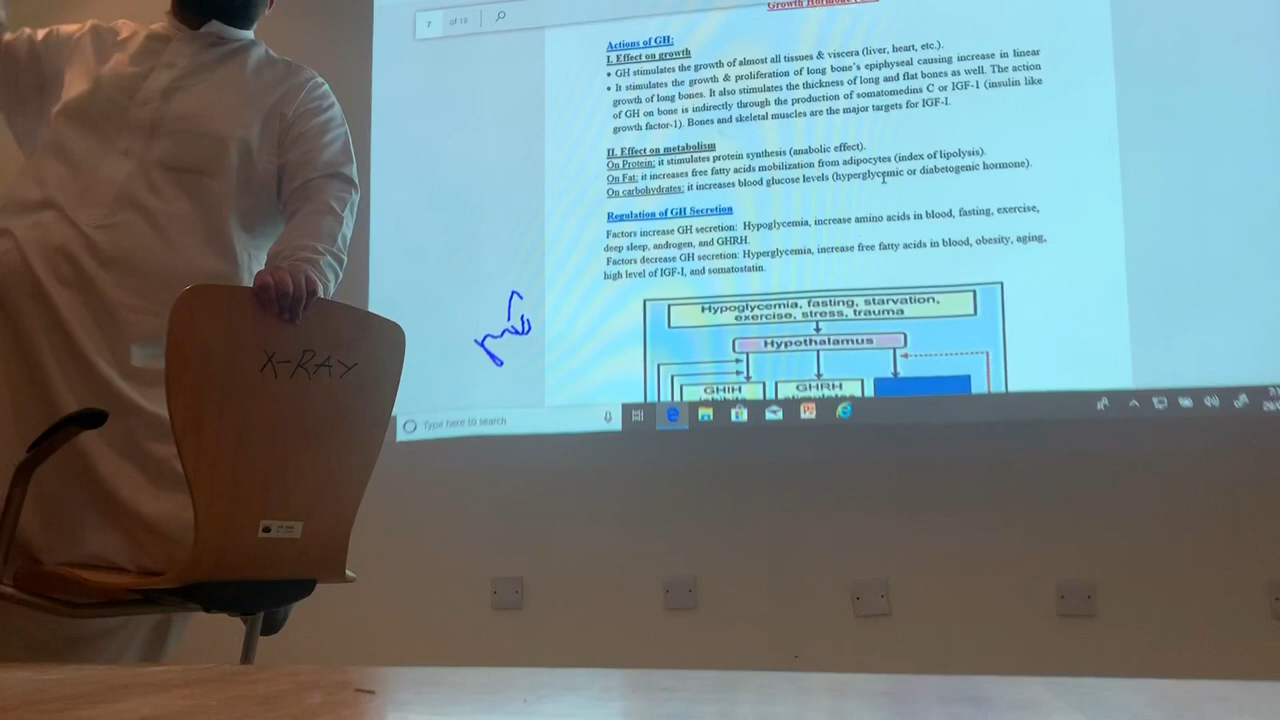 7 of 19
Growth Hormone
Actions of GH:
I. Effect on growth
• GH stimulates the growth of almost all tissues & viscera (liver, heart, etc.).
• It stimulates the growth & proliferation of long bone's epiphyseal causing increase in linear
growth of long bones. It also stimulates the thickness of long and flat bones as well. The action
of GH on bone is indirectly through the production of somatomedins C or IGF-1 (insulin like
growth factor-1). Bones and skeletal muscles are the major targets for IGF-I.
II. Effect on metabolism
On Protein: it stimulates protein synthesis (anabolic effect).
On Fat: it increases free fatty acids mobilization from adipocytes (index of lipolysis).
On carbohydrates: it increases blood glucose levels (hyperglycemic or diabetogenic hormone).
Regulation of GH Secretion
Factors increase GH secretion: Hypoglycemia, increase amino acids in blood, fasting, exercise,
deep sleep, androgen, and GHRH.
Factors decrease GH secretion: Hyperglycemia, increase free fatty acids in blood, obesity, aging,
high level of IGF-I, and somatostatin.
Hypoglycemia, fasting, starvation,
exercise, stress, trauma
Hypothalamus
GHIH
GHRH
Type here to search
X-RAY